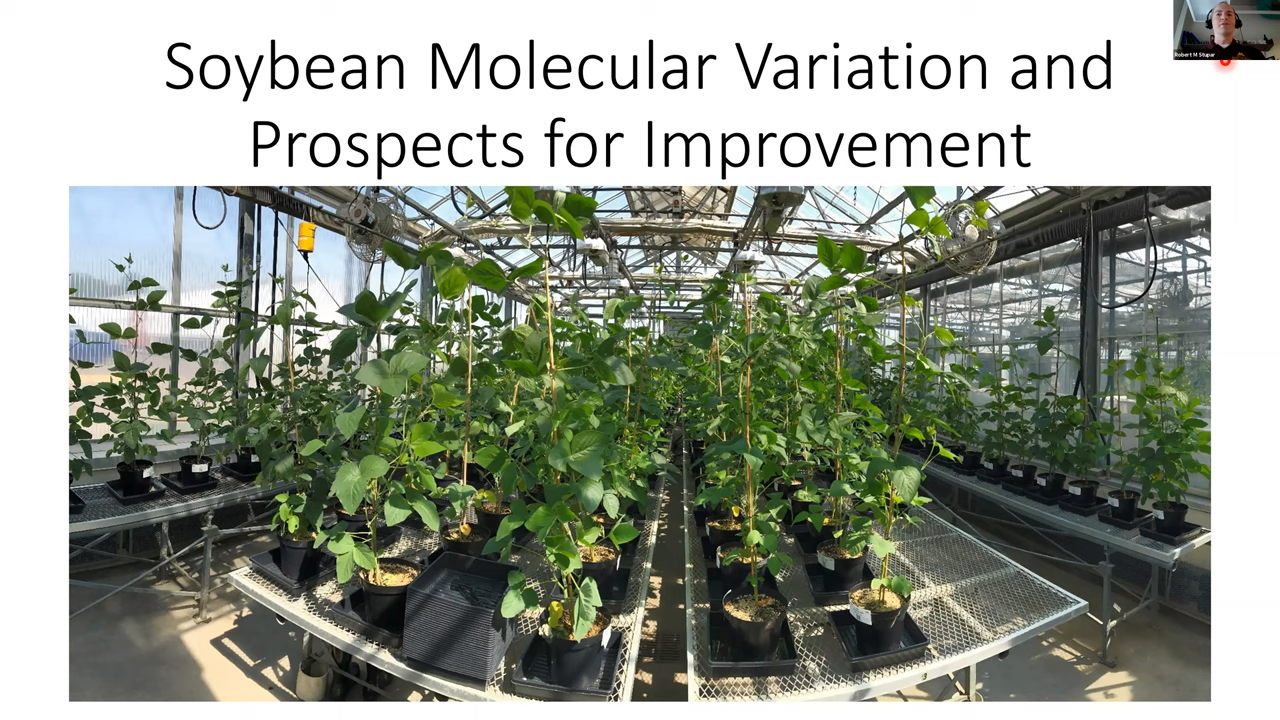 Soybean Molecular Variation and
Prospects for Improvement
Robert M Stupar